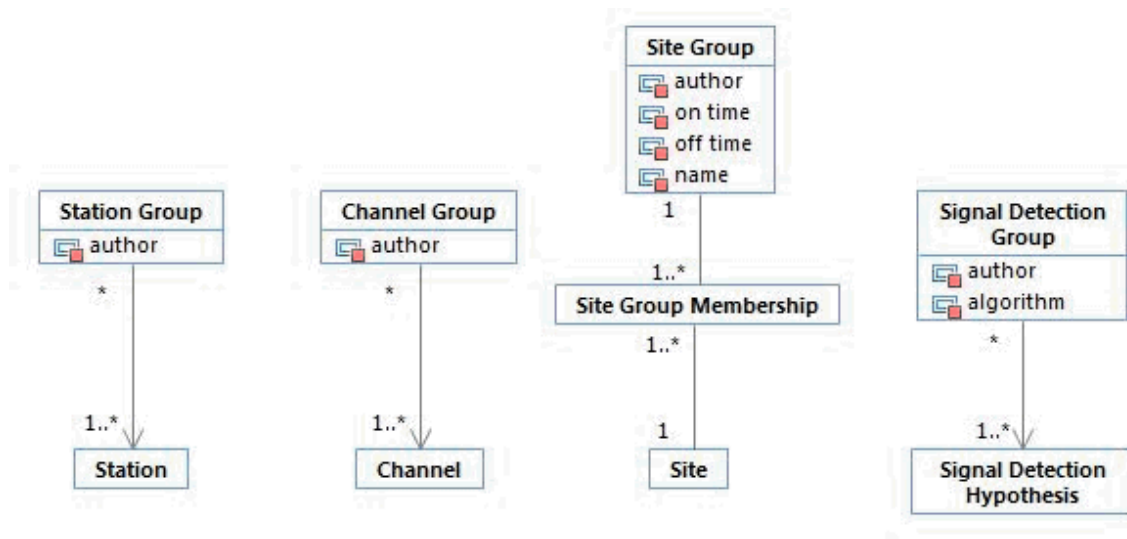 Site Group
author
on time
off time
name
1
1..*
Site Group Membership
1..*
1
Site
Station Group
author
*
1..*
Station
Channel Group
author
*
1..*
Channel
Signal Detection
Group
author
algorithm
*
1..*
Signal Detection
Hypothesis